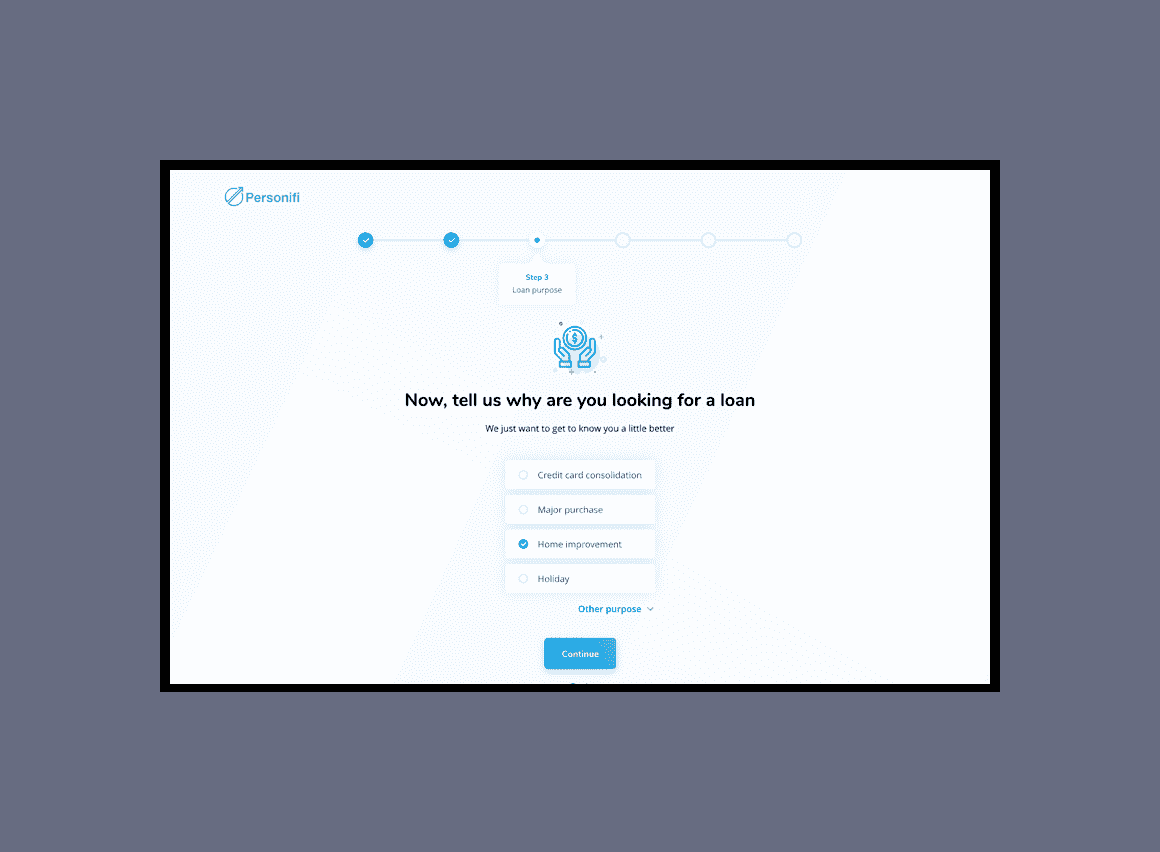 Personifi
Step 3
Loan purpose
Now, tell us why are you looking for a loan
We just want to get to know you a little better
Credit card consolidation
Major purchase
Home improvement
Holiday
Other purpose
Continue